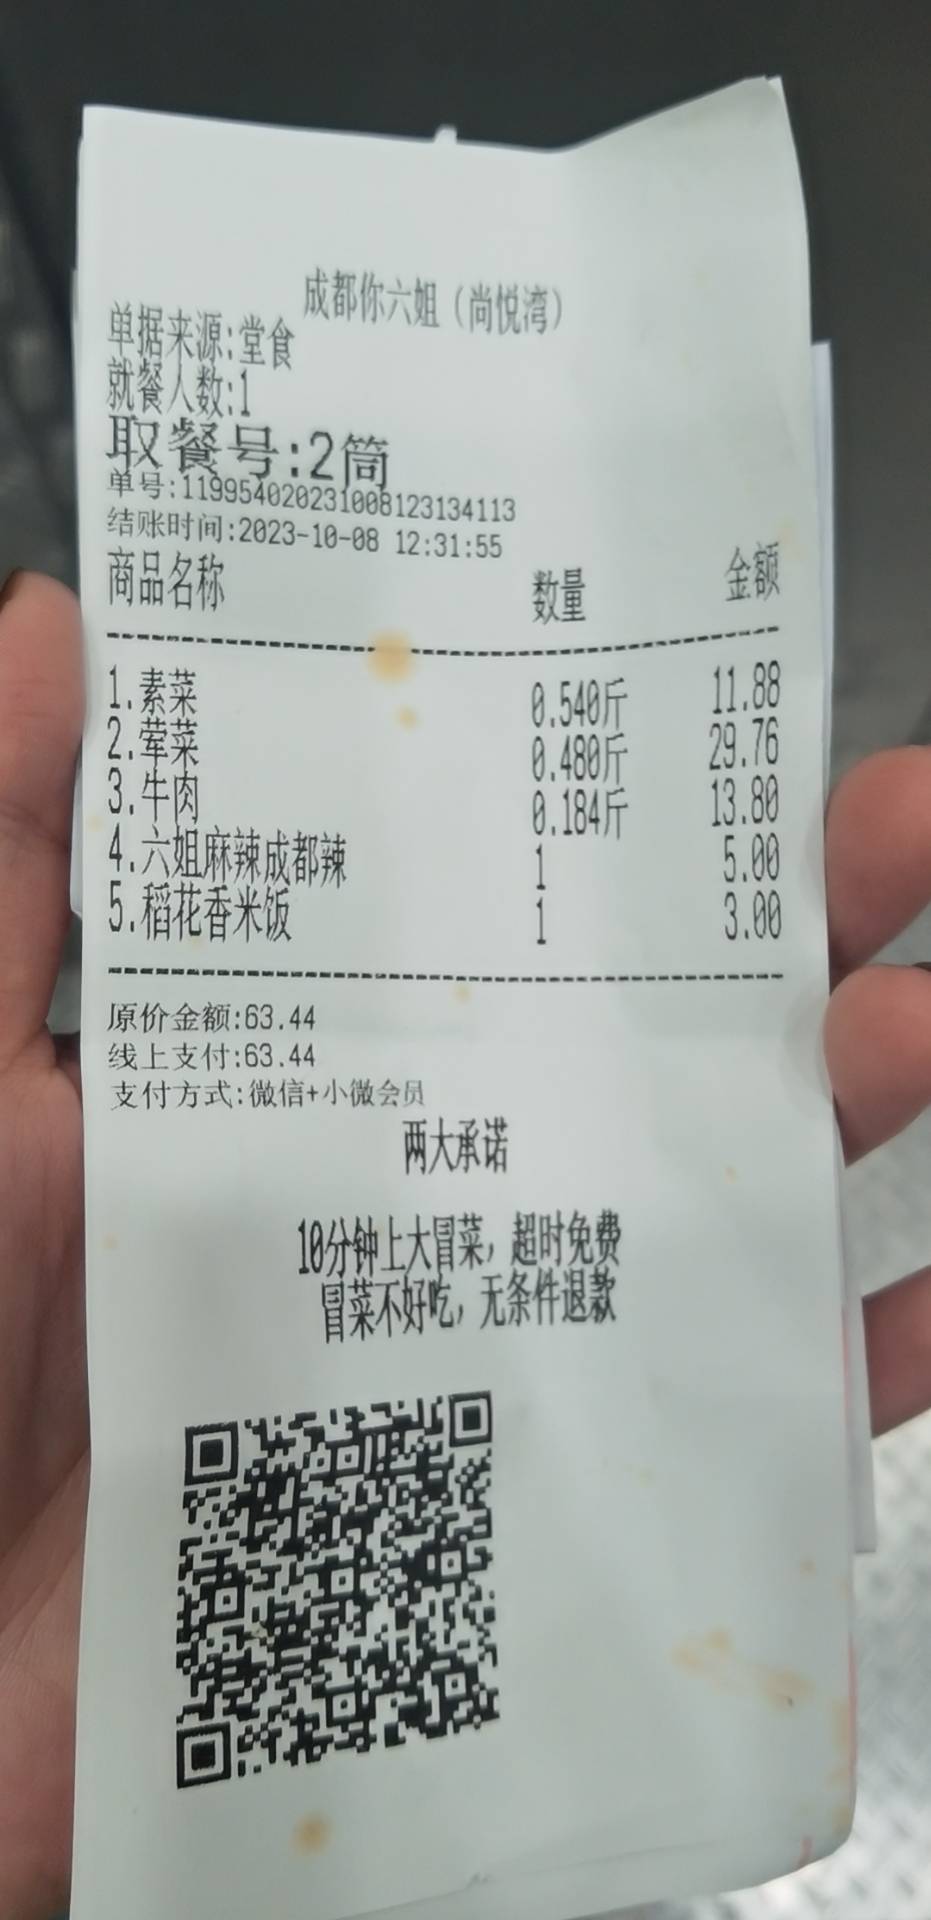 成都你六姐（尚悦湾）
单据来源:堂食
就餐人数:1
取餐号:2筒
单号:11995402023100812313​4113
结账时间:2023-10-08 12:31:55
商品名称 数量 金额
1.素菜 0.540斤 11.88
2.荤菜 0.480斤 29.76
3.牛肉 0.184斤 13.80
4.六姐麻辣成都辣 1 5.00
5.稻花香米饭 1 3.00
原价金额:63.44
线上支付:63.44
支付方式:微信+小微会员
两大承诺
10分钟上大冒菜，超时免费
冒菜不好吃，无条件退款